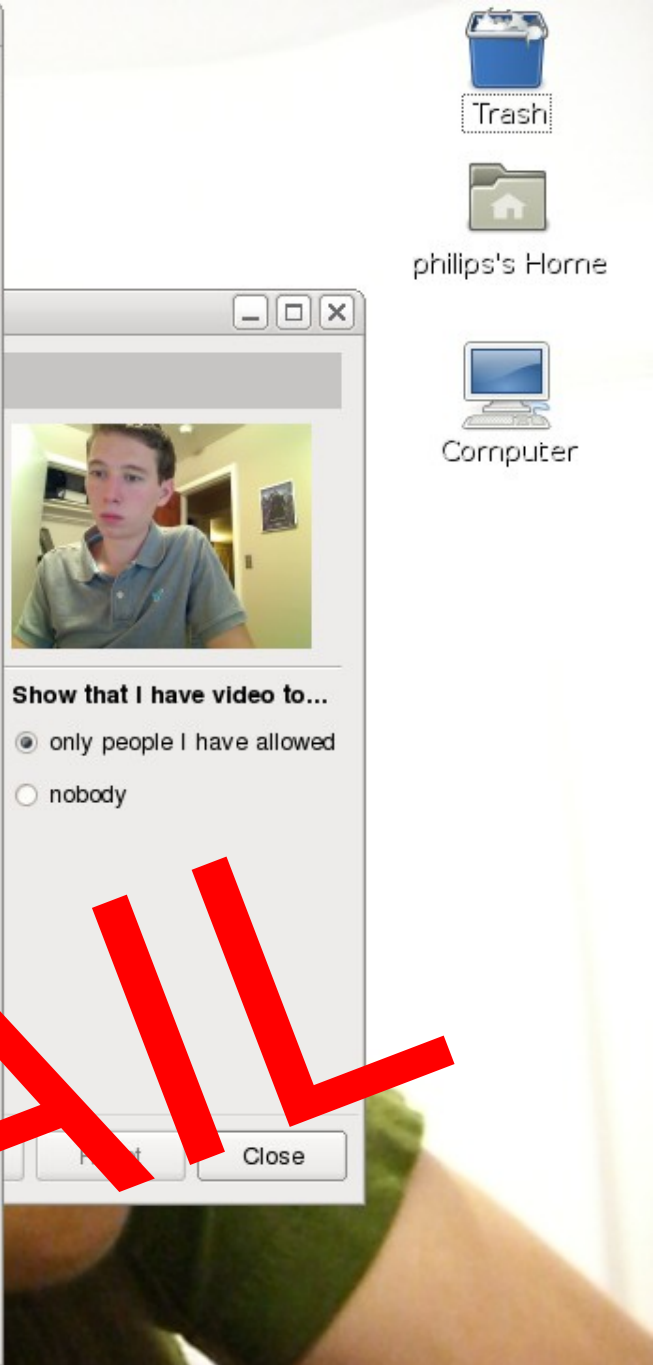 Trash
philips's Home
Computer
Show that I have video to...
only people I have allowed
nobody
AIL
Close